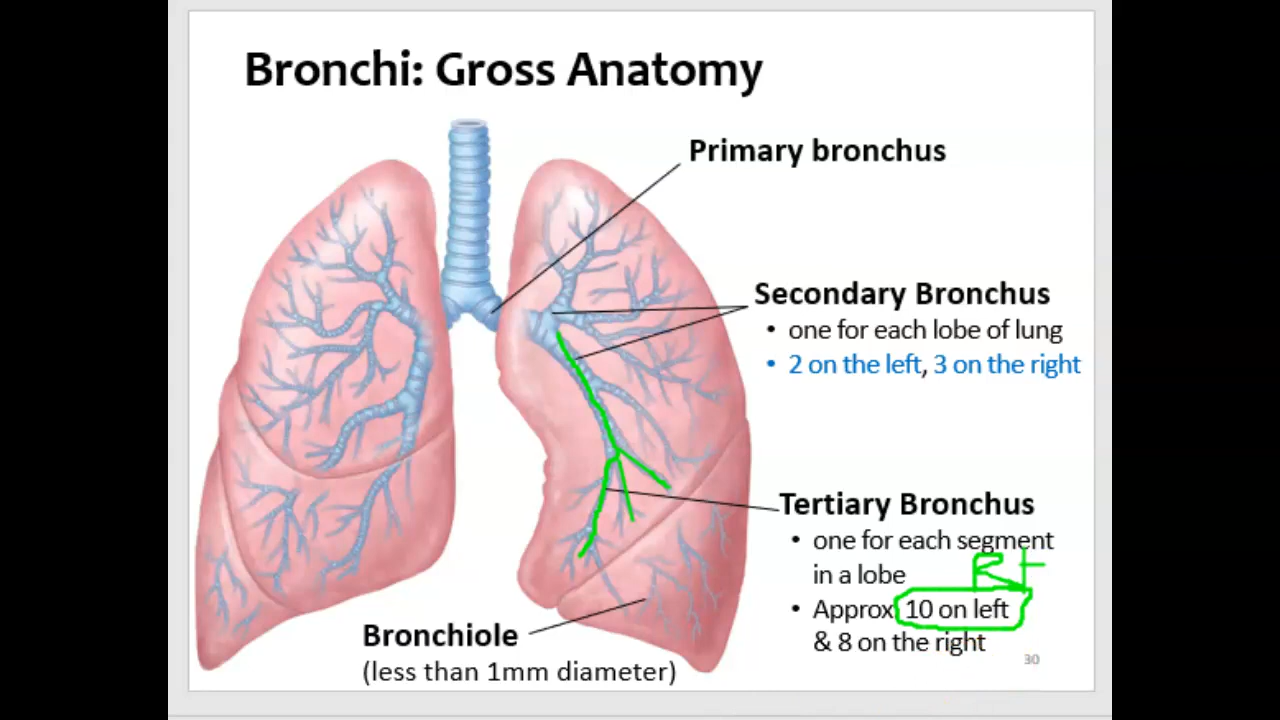 Bronchi: Gross Anatomy
Primary bronchus
Secondary Bronchus
• one for each lobe of lung
• 2 on the left, 3 on the right
Tertiary Bronchus
• one for each segment
in a lobe
Rt
• Approx 10 on left
& 8 on the right
Bronchiole
(less than 1mm diameter)
30